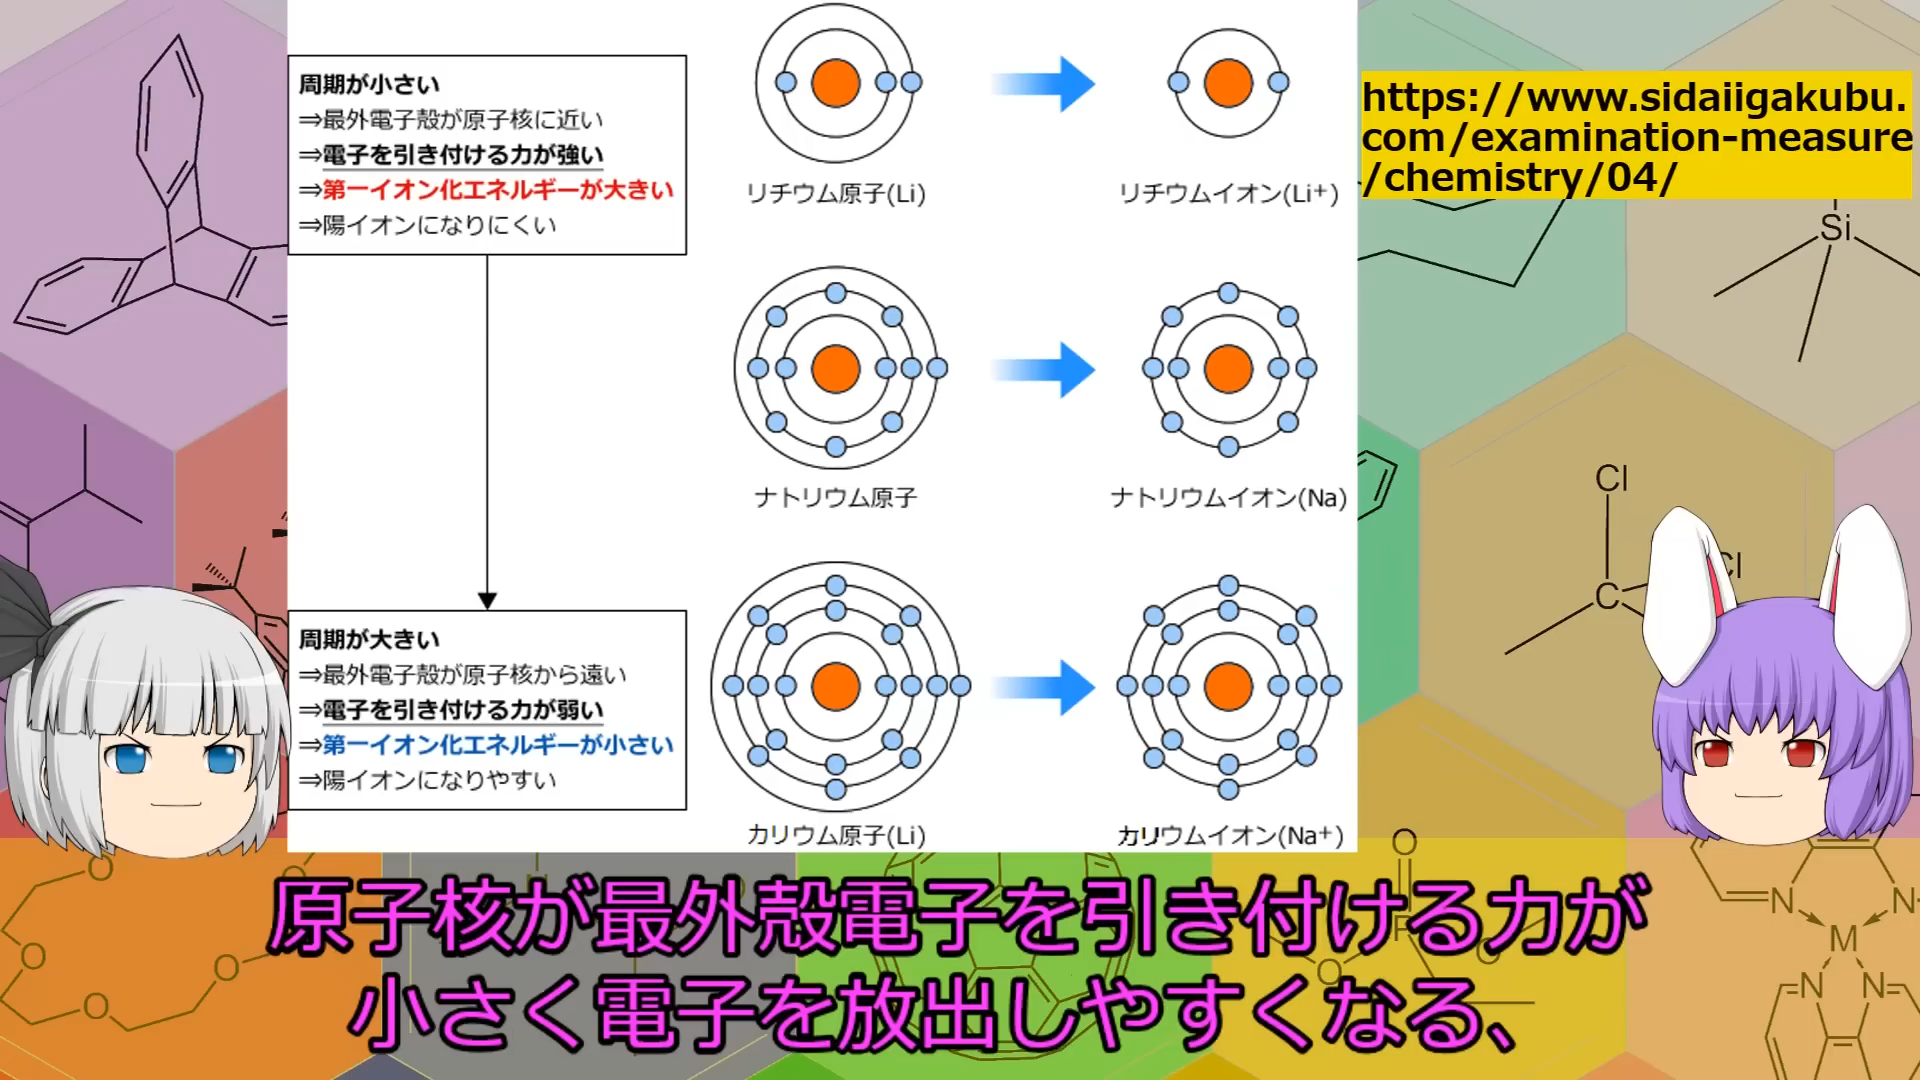 周期が小さい
⇒最外電子殻が原子核に近い
⇒電子を引き付ける力が強い
⇒第一イオン化エネルギーが大きい
⇒陽イオンになりにくい
リチウム原子(Li)
リチウムイオン(Li⁺)
https://www.sidaiigakubu.
com/examination-measure
/chemistry/04/
Si
ナトリウム原子
ナトリウムイオン(Na)
Cl
Cl
C
周期が大きい
⇒最外電子殻が原子核から遠い
⇒電子を引き付ける力が弱い
⇒第一イオン化エネルギーが小さい
⇒陽イオンになりやすい
カリウム原子(Li)
カリウムイオン(Na⁺)
原子核が最外殻電子を引き付ける力が
小さく電子を放出しやすくなる、
O
O
O
O
O
P
O
O
N
N
M
N
N